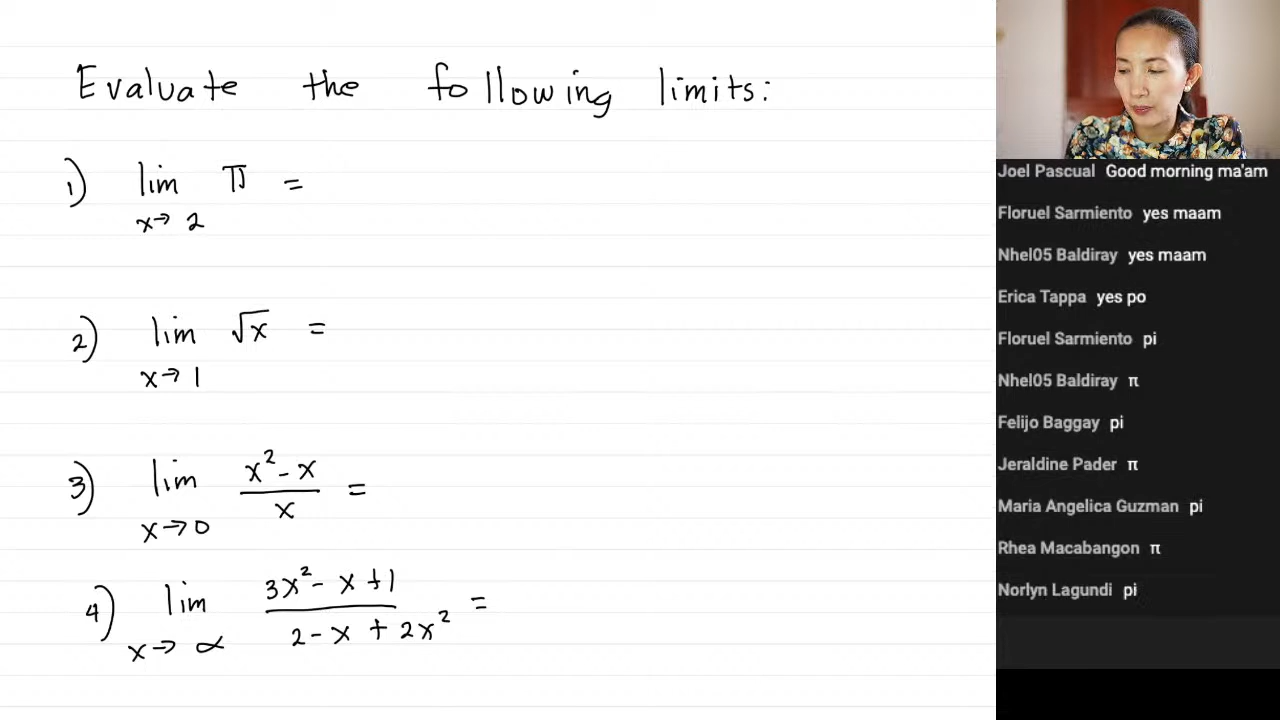 Evaluate the following limits:
1) lim π =
x→2
2) lim √x =
x→1
3) lim x²-x / x =
x→0
4) lim 3x²-x+1 / 2-x+2x² =
x→∝
Joel Pascual Good morning ma'am
Floruel Sarmiento yes maam
Nhel05 Baldiray yes maam
Erica Tappa yes po
Floruel Sarmiento pi
Nhel05 Baldiray π
Felijo Baggay pi
Jeraldine Pader π
Maria Angelica Guzman pi
Rhea Macabangon π
Norlyn Lagundi pi